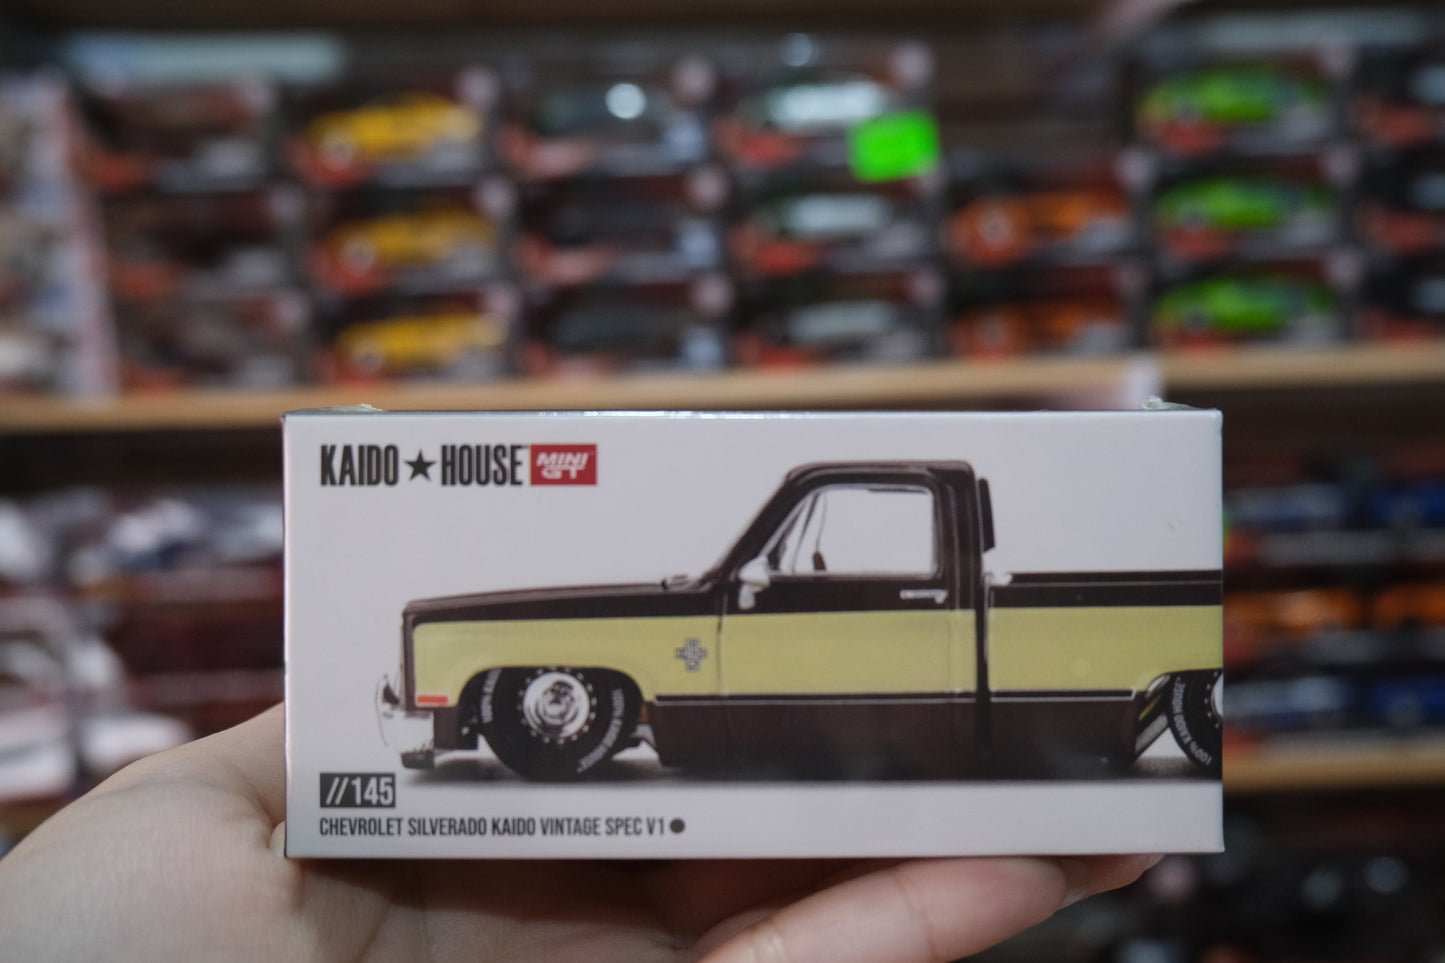 KAIDO★HOUSE MINI GT
//145
CHEVROLET SILVERADO KAIDO VINTAGE SPEC V1